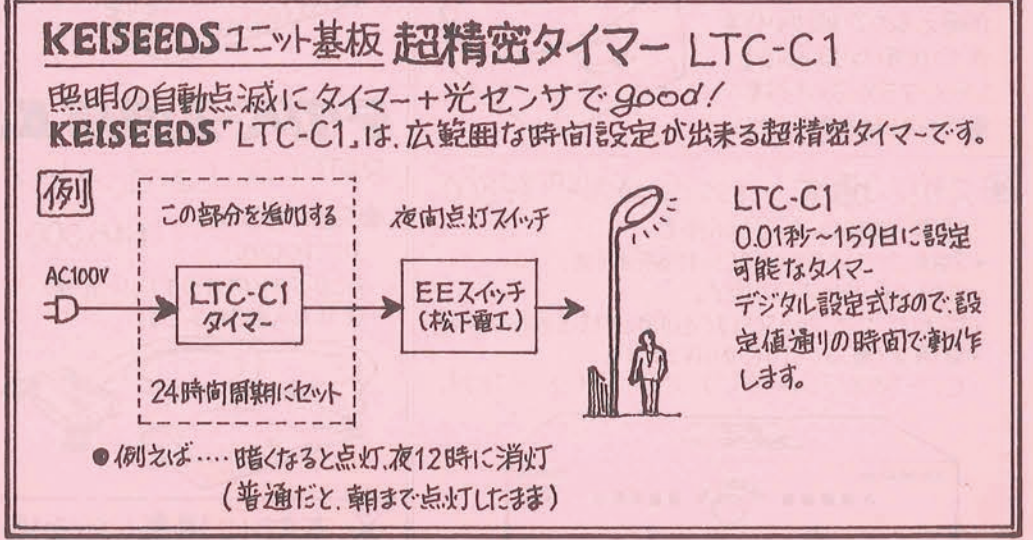 KEISEEDS ユニット基板 超精密タイマー LTC-C1
照明の自動点滅にタイマー+光センサでgood!
KEISEEDS「LTC-C1」は、広範囲な時間設定が出来る超精密タイマーです。
例
この部分を追加する
夜間点灯スイッチ
AC100V
LTC-C1
タイマー
EEスイッチ
(松下電工)
24時間周期にセット
LTC-C1
0.01秒~159日に設定
可能なタイマー
デジタル設定式なので、設
定値通りの時間で動作
します。
●例えば‥‥暗くなると点灯、夜12時に消灯
(普通だと、朝まで点灯したまま)